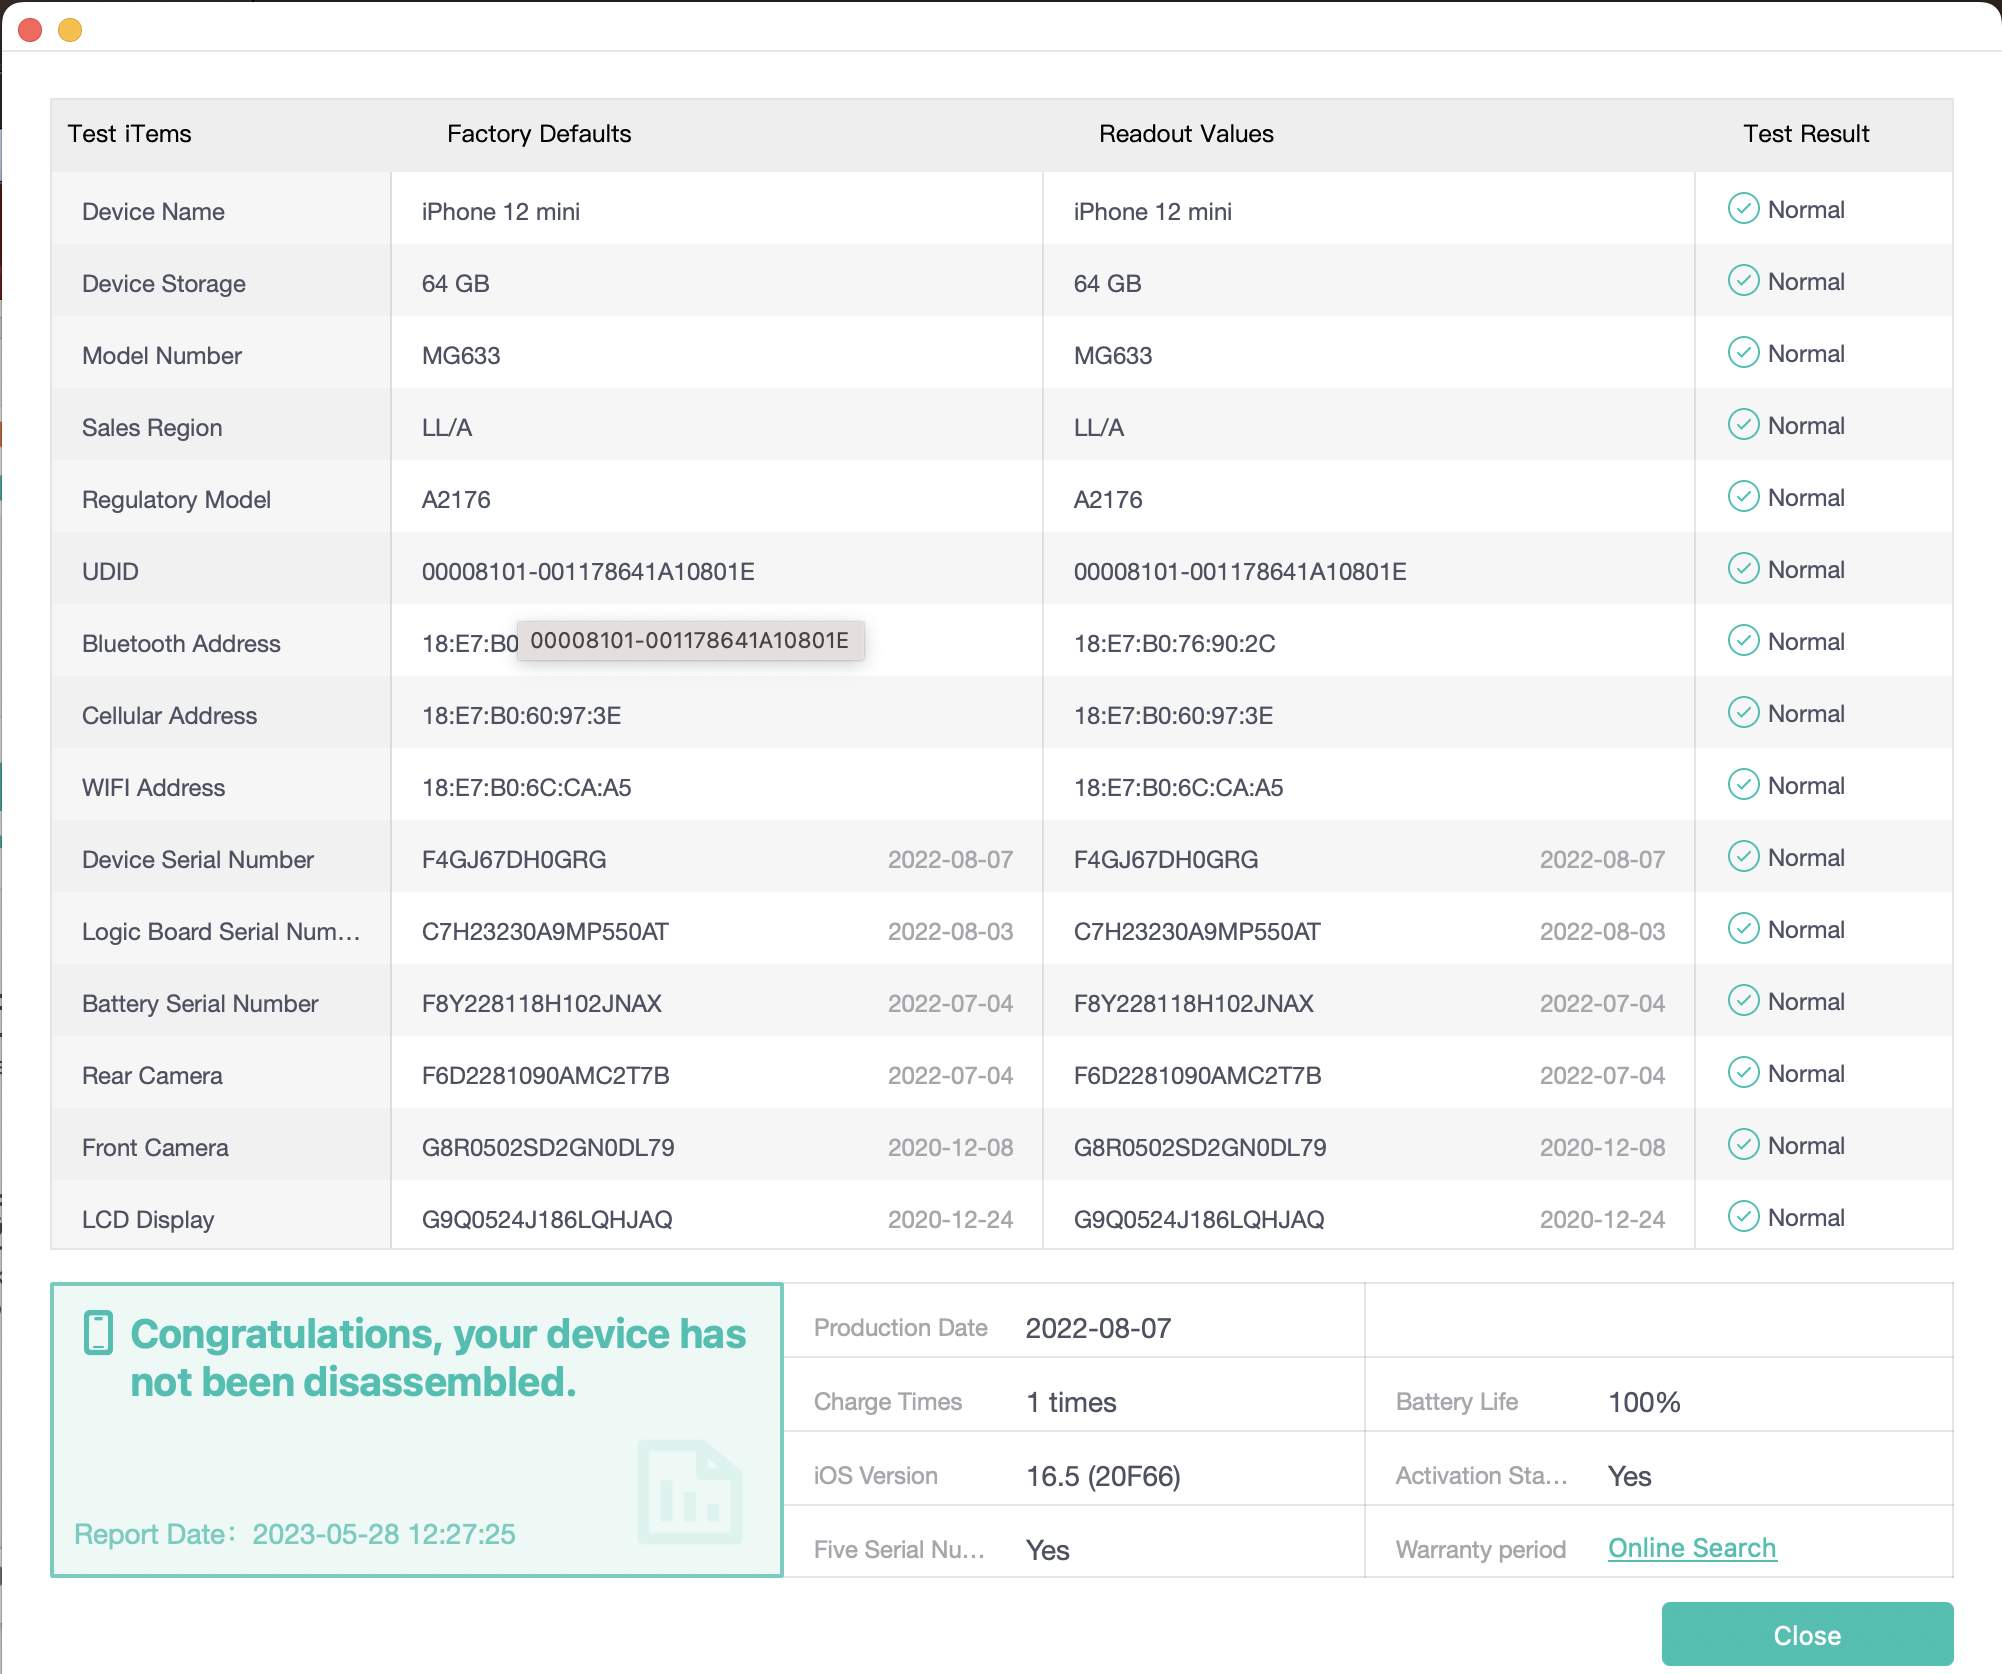 Test iTems Factory Defaults Readout Values Test Result
Device Name iPhone 12 mini iPhone 12 mini Normal
Device Storage 64 GB 64 GB Normal
Model Number MG633 MG633 Normal
Sales Region LL/A LL/A Normal
Regulatory Model A2176 A2176 Normal
UDID 00008101-001178641A10801E 00008101-001178641A10801E Normal
Bluetooth Address 18:E7:B0 00008101-001178641A10801E 18:E7:B0:76:90:2C Normal
Cellular Address 18:E7:B0:60:97:3E 18:E7:B0:60:97:3E Normal
WIFI Address 18:E7:B0:6C:CA:A5 18:E7:B0:6C:CA:A5 Normal
Device Serial Number F4GJ67DH0GRG 2022-08-07 F4GJ67DH0GRG 2022-08-07 Normal
Logic Board Serial Num... C7H23230A9MP550AT 2022-08-03 C7H23230A9MP550AT 2022-08-03 Normal
Battery Serial Number F8Y228118H102JNAX 2022-07-04 F8Y228118H102JNAX 2022-07-04 Normal
Rear Camera F6D2281090AMC2T7B 2022-07-04 F6D2281090AMC2T7B 2022-07-04 Normal
Front Camera G8R0502SD2GN0DL79 2020-12-08 G8R0502SD2GN0DL79 2020-12-08 Normal
LCD Display G9Q0524J186LQHJAQ 2020-12-24 G9Q0524J186LQHJAQ 2020-12-24 Normal
Congratulations, your device has
not been disassembled.
Report Date: 2023-05-28 12:27:25
Production Date 2022-08-07
Charge Times 1 times Battery Life 100%
iOS Version 16.5 (20F66) Activation Sta... Yes
Five Serial Nu... Yes Warranty period Online Search
Close